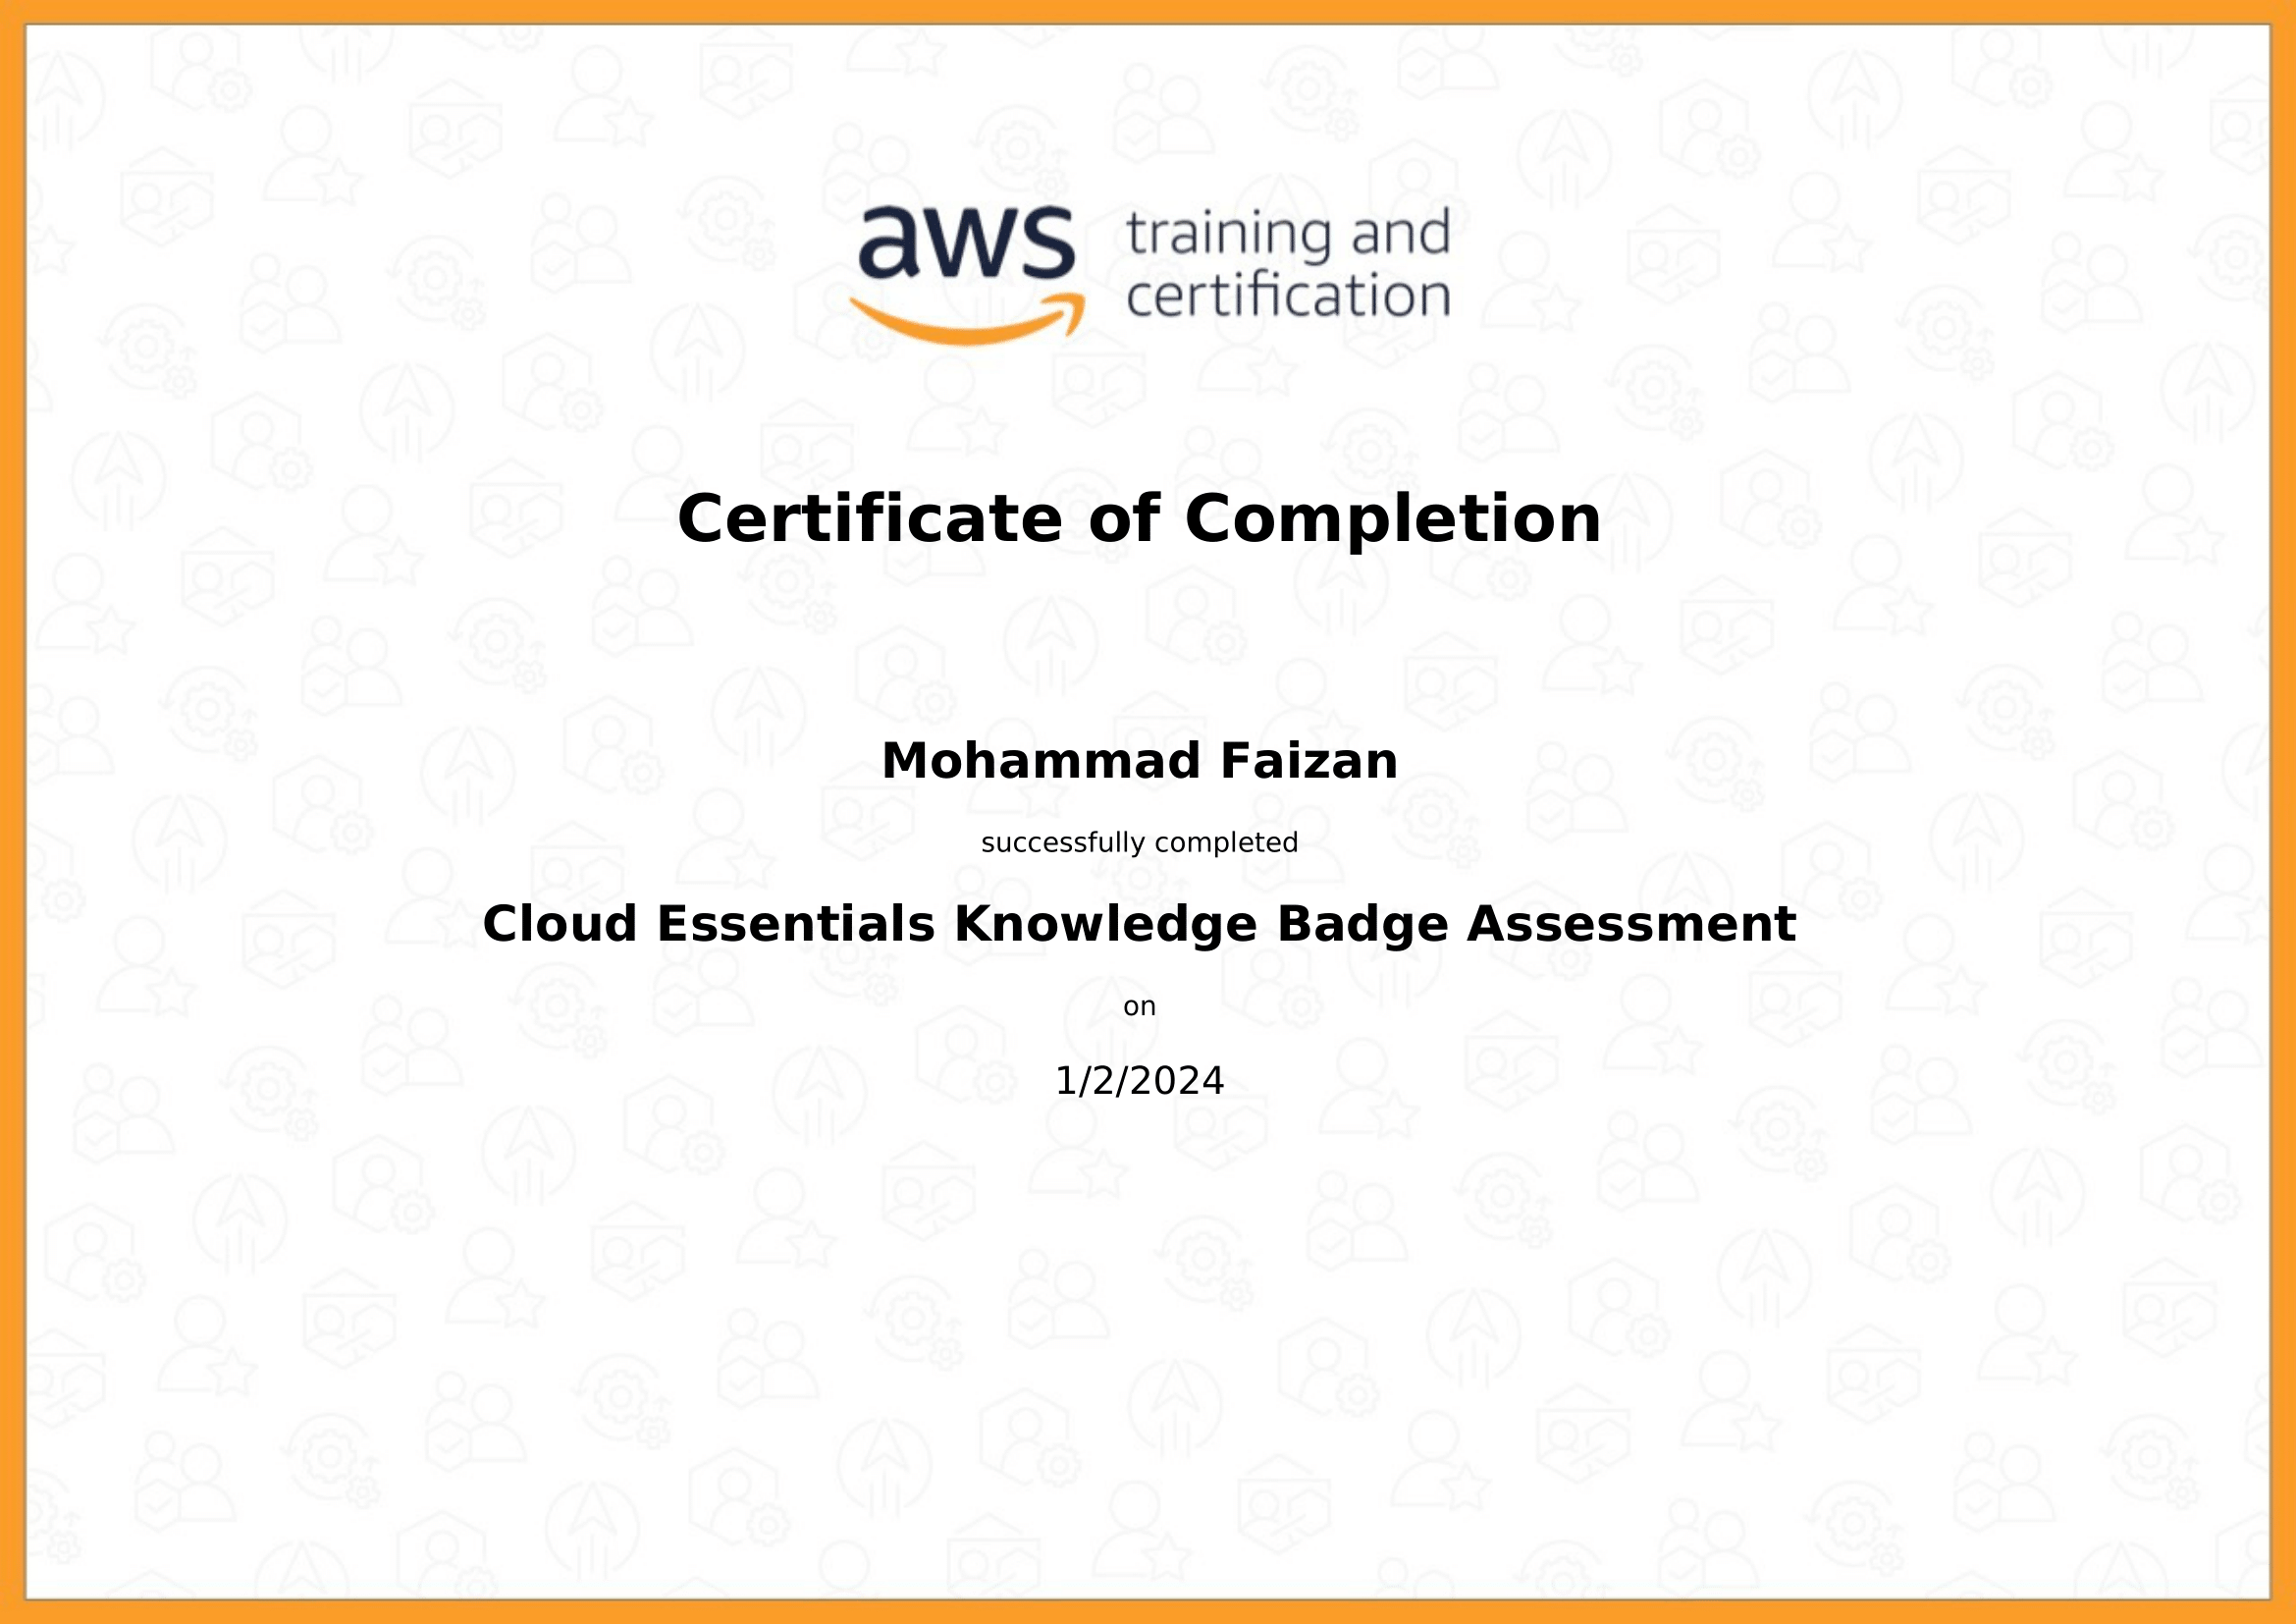 aws training and
certification
Certificate of Completion
Mohammad Faizan
successfully completed
Cloud Essentials Knowledge Badge Assessment
on
1/2/2024